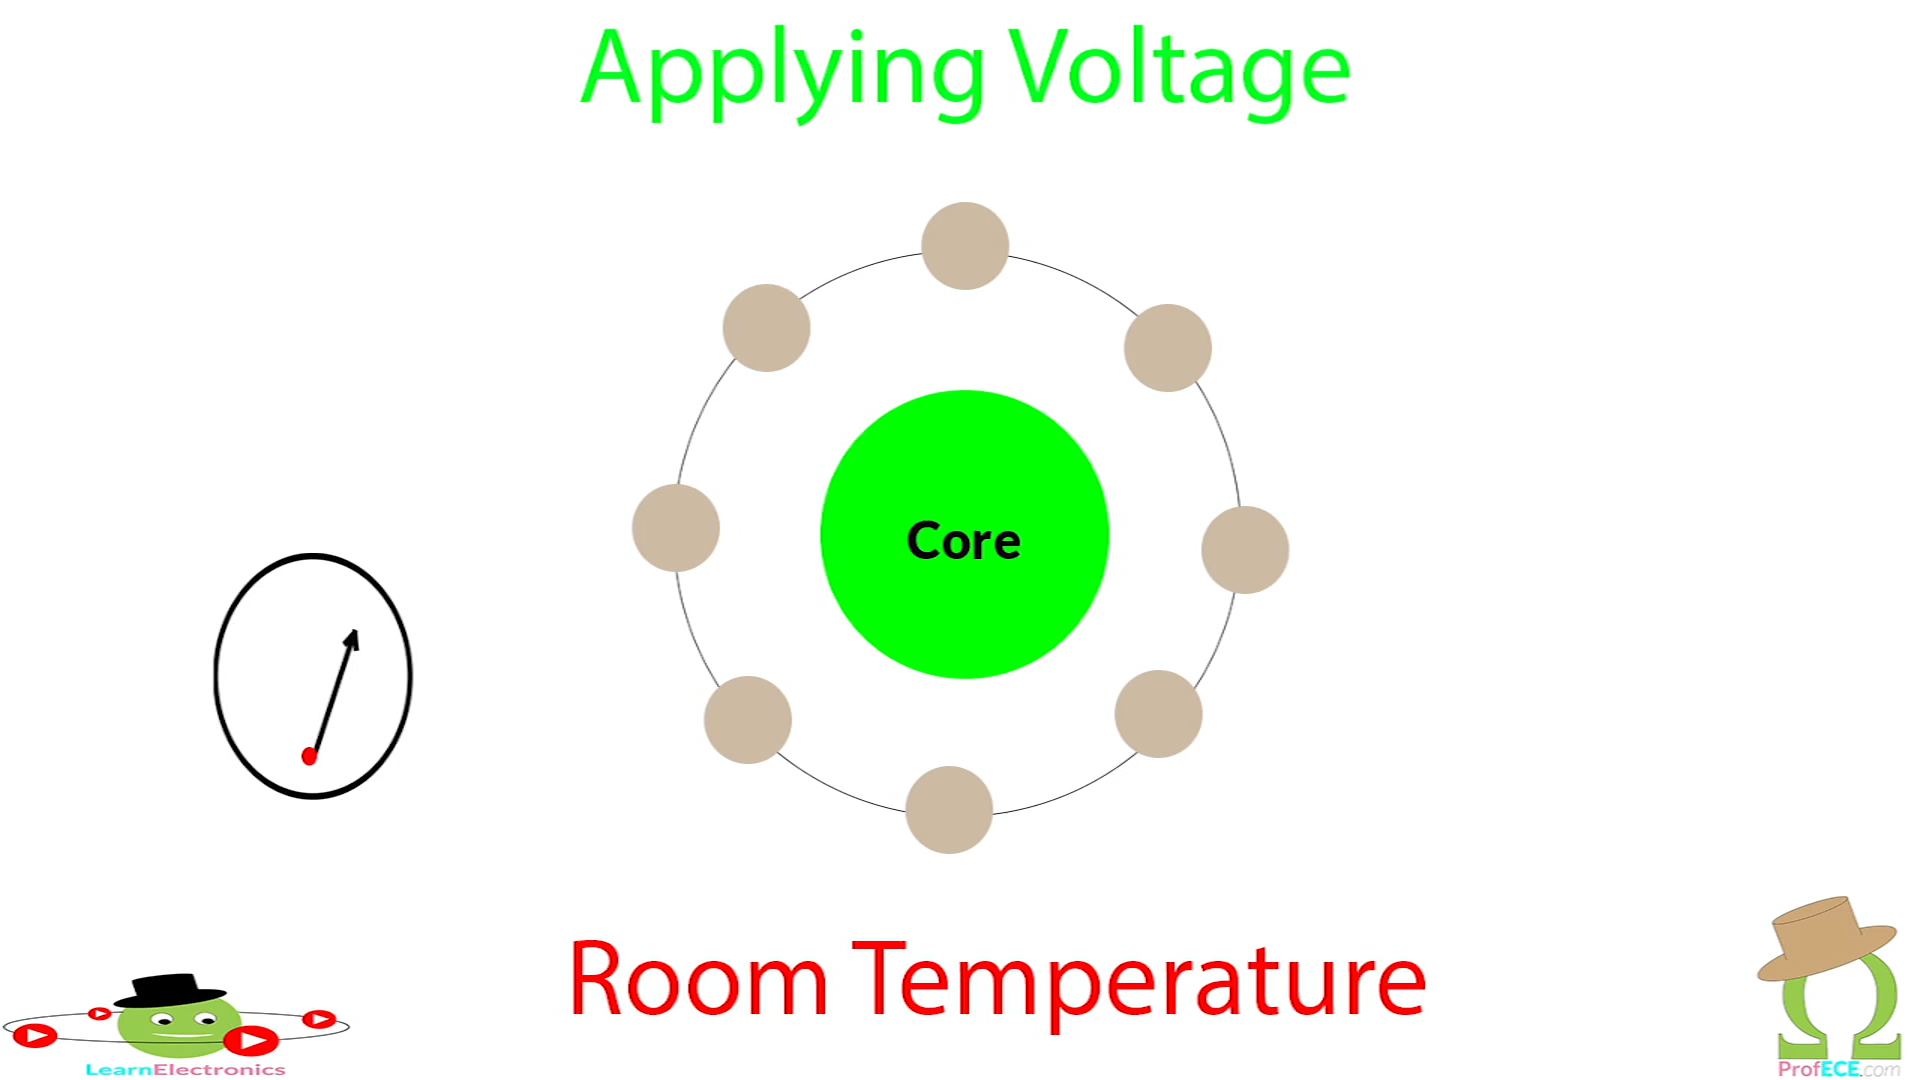 Applying Voltage
Core
Room Temperature
LearnElectronics
ProfECE.com